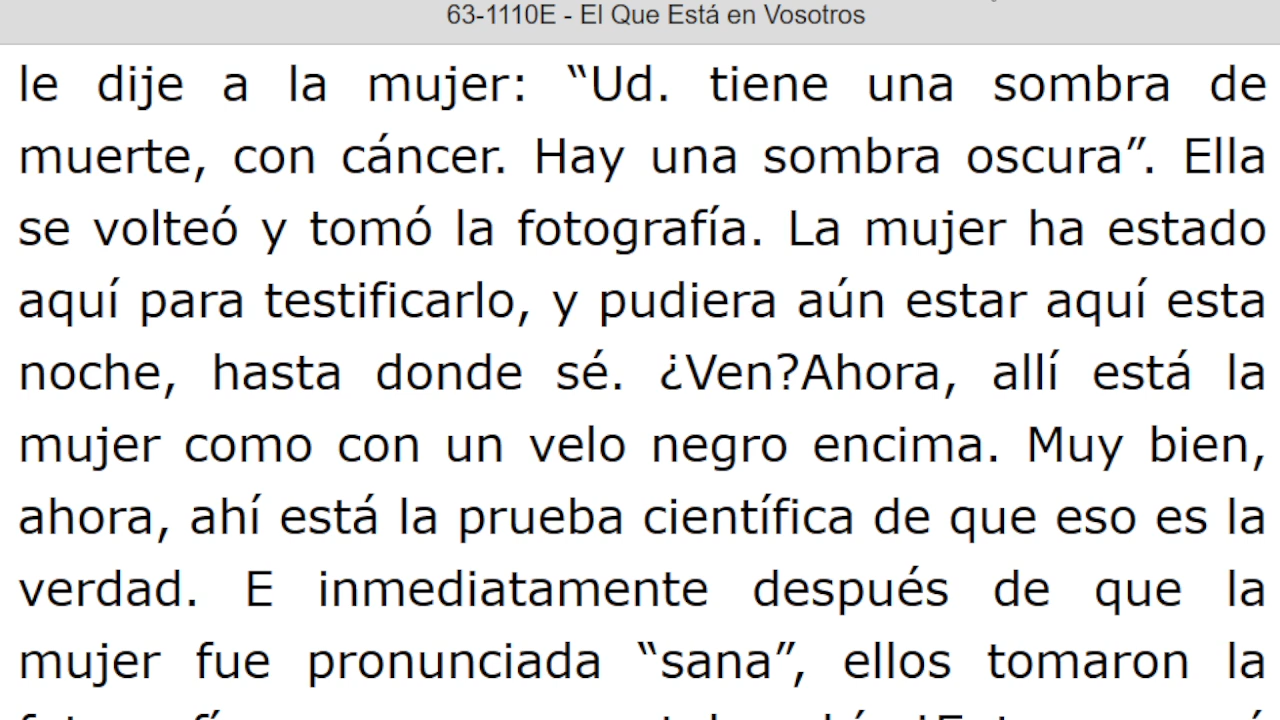 63-1110E - El Que Está en Vosotros
le dije a la mujer: “Ud. tiene una sombra de
muerte, con cáncer. Hay una sombra oscura”. Ella
se volteó y tomó la fotografía. La mujer ha estado
aquí para testificarlo, y pudiera aún estar aquí esta
noche, hasta donde sé. ¿Ven?Ahora, allí está la
mujer como con un velo negro encima. Muy bien,
ahora, ahí está la prueba científica de que eso es la
verdad. E inmediatamente después de que la
mujer fue pronunciada “sana”, ellos tomaron la